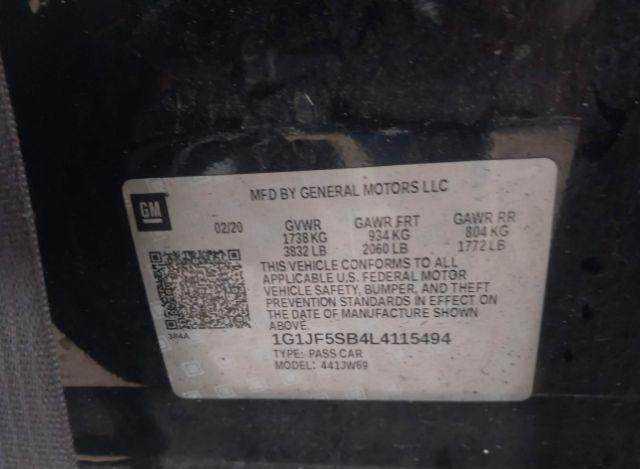 MFD BY GENERAL MOTORS LLC
GM
02/20
GVWR GAWR FRT GAWR RR
1738 KG 934 KG 804 KG
3832 LB 2060 LB 1772 LB
THIS VEHICLE CONFORMS TO ALL
APPLICABLE U.S. FEDERAL MOTOR
VEHICLE SAFETY, BUMPER, AND THEFT
PREVENTION STANDARDS IN EFFECT ON
THE DATE OF MANUFACTURE SHOWN
ABOVE.
384A
1G1JF5SB4L4115494
TYPE: PASS CAR
MODEL: 441JW69